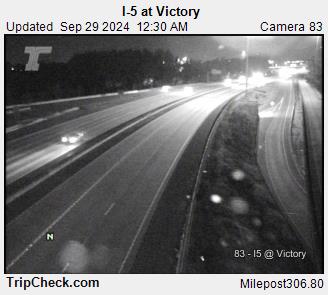 I-5 at Victory
Updated  Sep 29 2024  12:30 AM
Camera 83
N
83 - I5 @ Victory
TripCheck.com
Milepost306.80